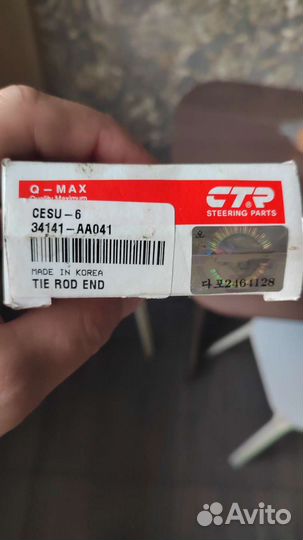 Q-MAX
Quality Maximum
CTR
STEERING PARTS
CESU-6
34141-AA041
MADE IN KOREA
TIE ROD END
다 포2464128
Avito